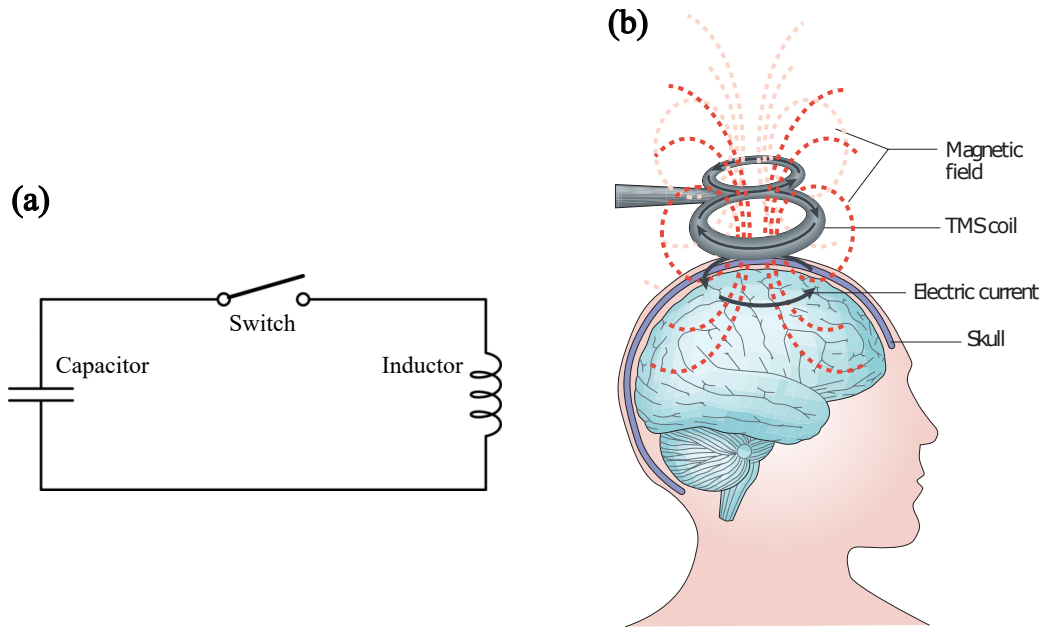 (a)
Switch
Capacitor
Inductor
(b)
Magnetic
field
TMS coil
Electric current
Skull